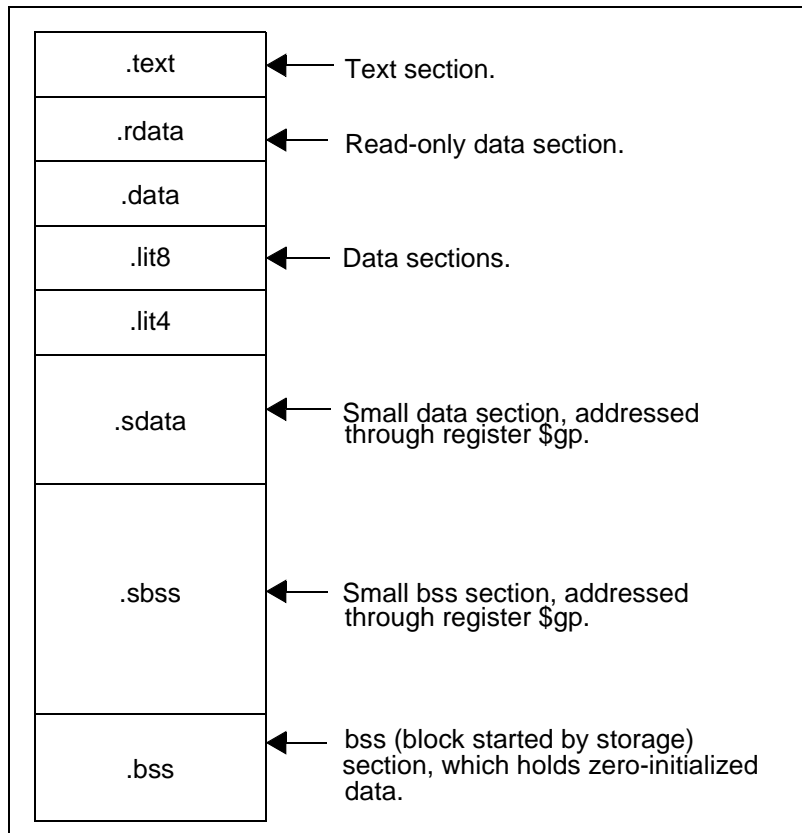 .text
Text section.
.rdata
Read-only data section.
.data
.lit8
Data sections.
.lit4
.sdata
Small data section, addressed
through register $gp.
.sbss
Small bss section, addressed
through register $gp.
.bss
bss (block started by storage)
section, which holds zero-initialized
data.